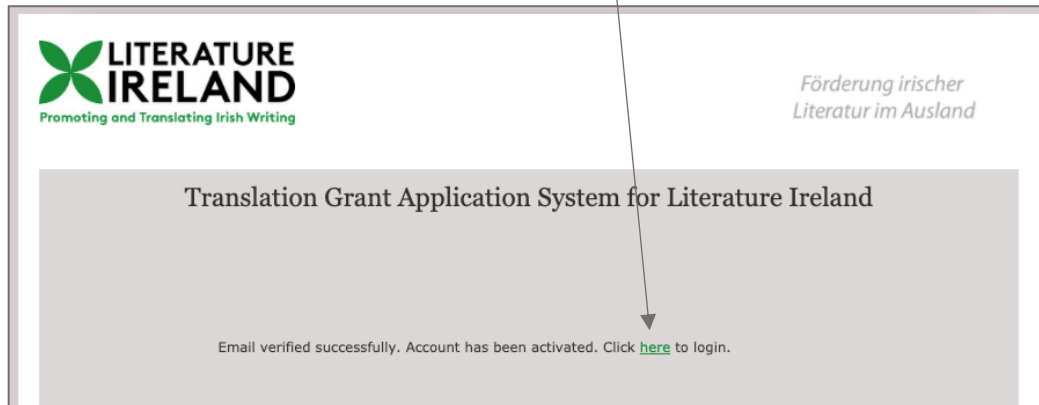 LITERATURE
IRELAND
Promoting and Translating Irish Writing
Förderung irischer
Literatur im Ausland
Translation Grant Application System for Literature Ireland
Email verified successfully. Account has been activated. Click here to login.